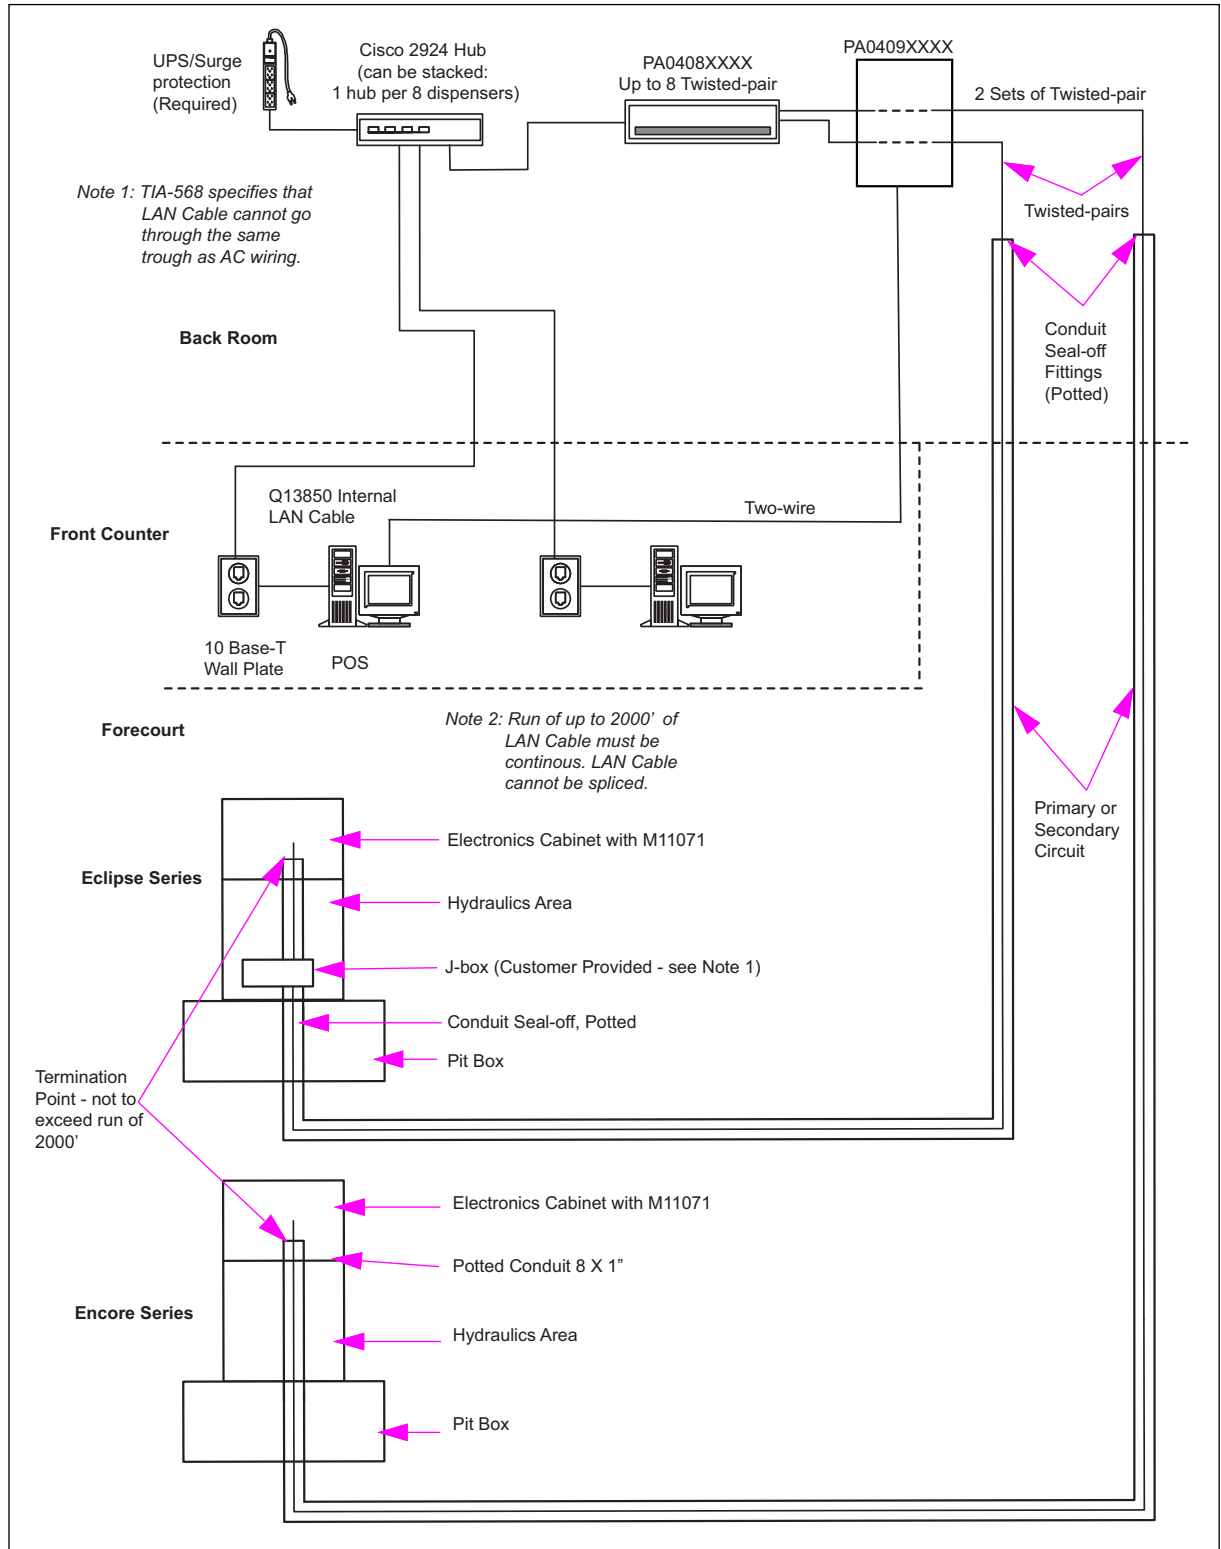 UPS/Surge
protection
(Required)
Cisco 2924 Hub
(can be stacked:
1 hub per 8 dispensers)
PA0408XXXX
Up to 8 Twisted-pair
PA0409XXXX
2 Sets of Twisted-pair
Note 1: TIA-568 specifies that
LAN Cable cannot go
through the same
trough as AC wiring.
Twisted-pairs
Back Room
Conduit
Seal-off
Fittings
(Potted)
Front Counter
Q13850 Internal
LAN Cable
Two-wire
10 Base-T
Wall Plate
POS
Forecourt
Note 2: Run of up to 2000’ of
LAN Cable must be
continous. LAN Cable
cannot be spliced.
Primary or
Secondary
Circuit
Eclipse Series
Electronics Cabinet with M11071
Hydraulics Area
J-box (Customer Provided - see Note 1)
Conduit Seal-off, Potted
Pit Box
Termination
Point - not to
exceed run of
2000’
Encore Series
Electronics Cabinet with M11071
Potted Conduit 8 X 1”
Hydraulics Area
Pit Box